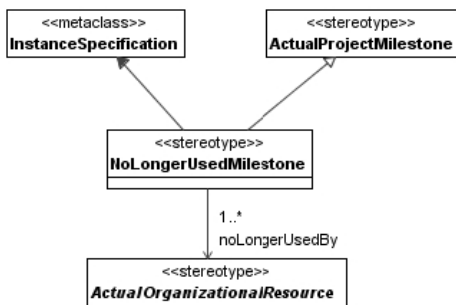 <<metaclass>>
InstanceSpecification
<<stereotype>>
ActualProjectMilestone
<<stereotype>>
NoLongerUsedMilestone
1..*
noLongerUsedBy
<<stereotype>>
ActualOrganizationalResource